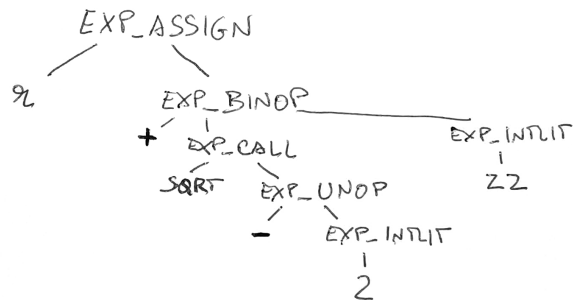 EXP_ASSIGN
r
EXP_BINOP
+
EXP_CALL
EXP_INTLIT
SQRT
EXP_UNOP
22
-
EXP_INTLIT
2